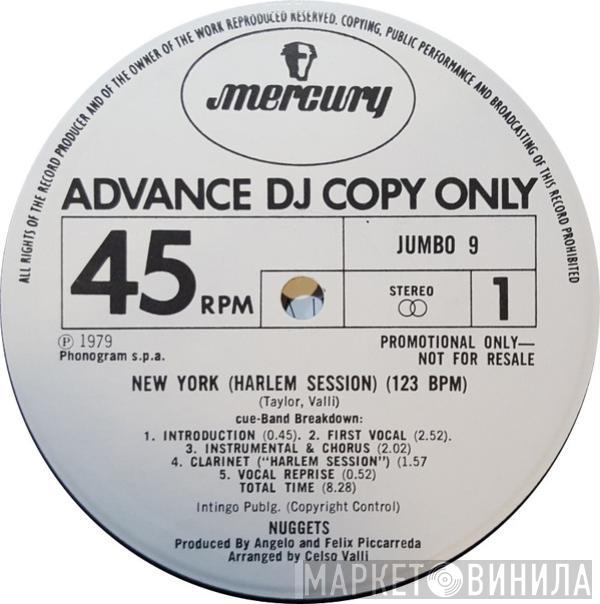 ALL RIGHTS OF THE RECORD PRODUCER AND OF THE OWNER OF THE WORK REPRODUCED RESERVED. COPYING, PUBLIC PERFORMANCE AND BROADCASTING OF THIS RECORD PROHIBITED
mercury
ADVANCE DJ COPY ONLY
45 RPM
JUMBO 9
STEREO
1
℗ 1979
Phonogram s.p.a.
PROMOTIONAL ONLY—
NOT FOR RESALE
NEW YORK (HARLEM SESSION) (123 BPM)
(Taylor, Valli)
cue-Band Breakdown:
1. INTRODUCTION (0.45). 2. FIRST VOCAL (2.52).
3. INSTRUMENTAL & CHORUS (2.02)
4. CLARINET ("HARLEM SESSION") (1.57
5. VOCAL REPRISE (0.52)
TOTAL TIME (8.28)
Intingo Publg. (Copyright Control)
NUGGETS
Produced By Angelo and Felix Piccarreda
Arranged by Celso Valli
МАРКЕТ ВИНИЛА